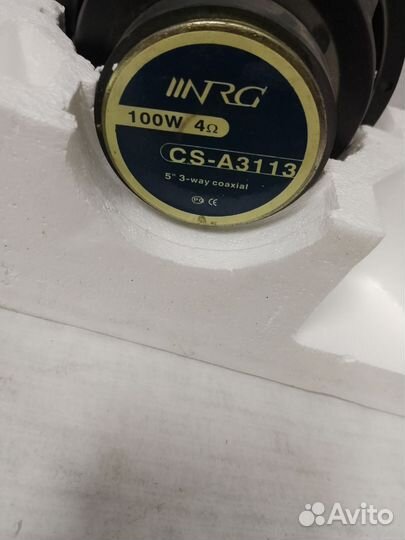 NRG
100W 4Ω
CS-A3113
5" 3-way coaxial
CE
Avito